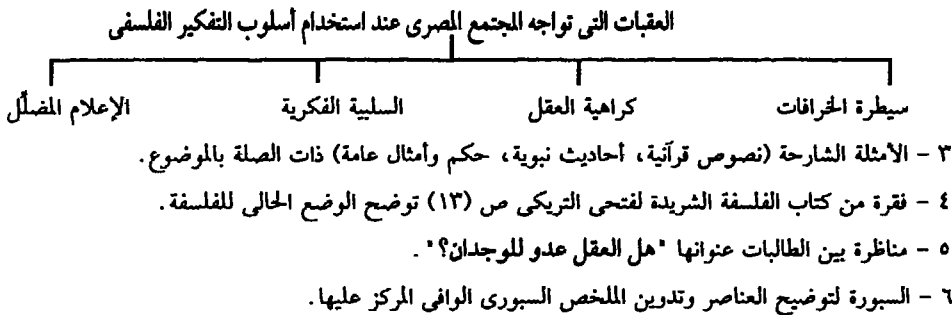 العقبات التى تواجه المجتمع المصرى عند استخدام أسلوب التفكير الفلسفى
سيطرة الخرافات كراهية العقل السلبية الفكرية الإعلام المضلَّل
٣ - الأمثلة الشارحة (نصوص قرآنية، أحاديث نبوية، حكم وأمثال عامة) ذات الصلة بالموضوع.
٤ - فقرة من كتاب الفلسفة الشريدة لفتحى التريكى ص (١٣) توضح الوضع الحالى للفلسفة.
٥ - مناظرة بين الطالبات عنوانها "هل العقل عدو للوجدان؟".
٦ - السبورة لتوضيح العناصر وتدوين الملخص السبورى الوافى المركز عليها.